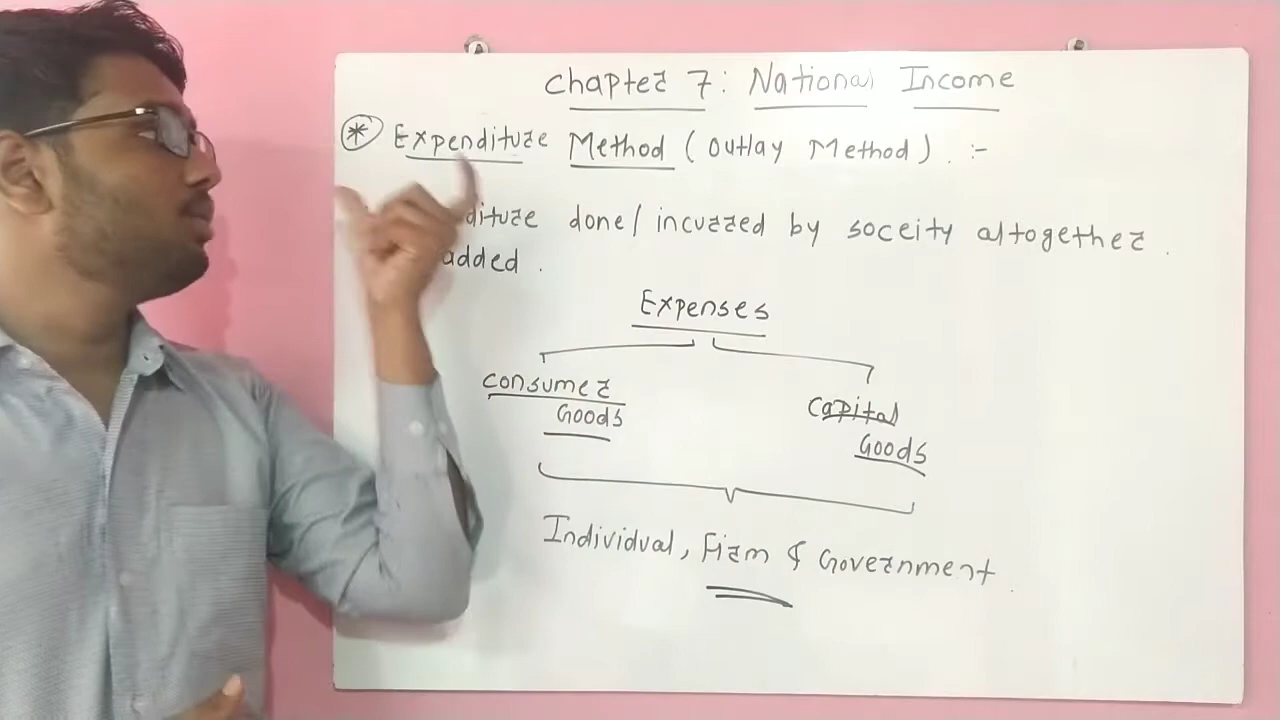 Chapter 7: National Income
* Expenditure Method (Outlay Method). :-
diture done/ incurred by soceity altogether.
added.
Expenses
Consumer
Goods
Capital
Goods
Individual, Firm & Government